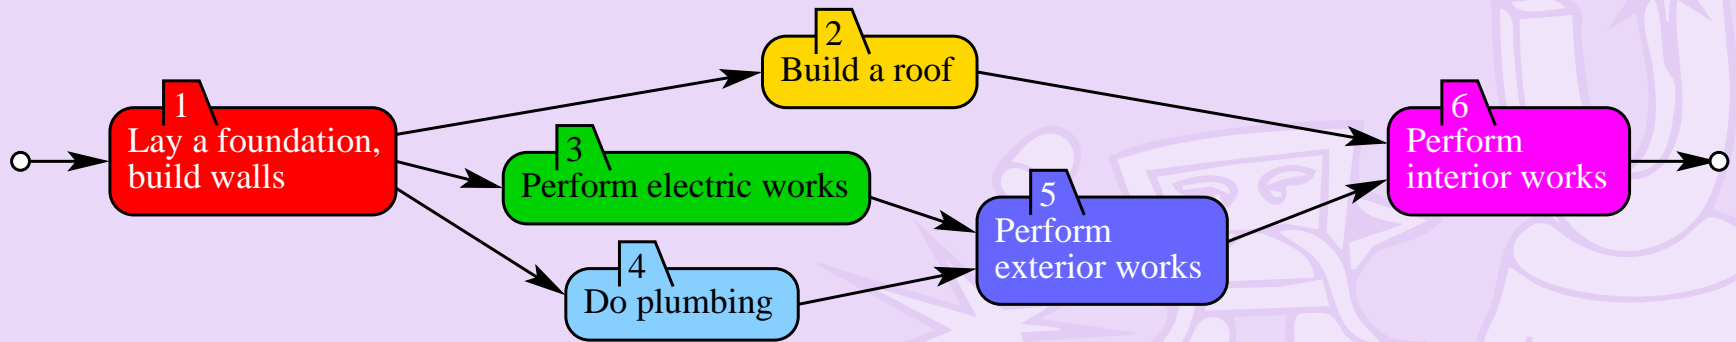 1
Lay a foundation,
build walls
2
Build a roof
3
Perform electric works
4
Do plumbing
5
Perform
exterior works
6
Perform
interior works